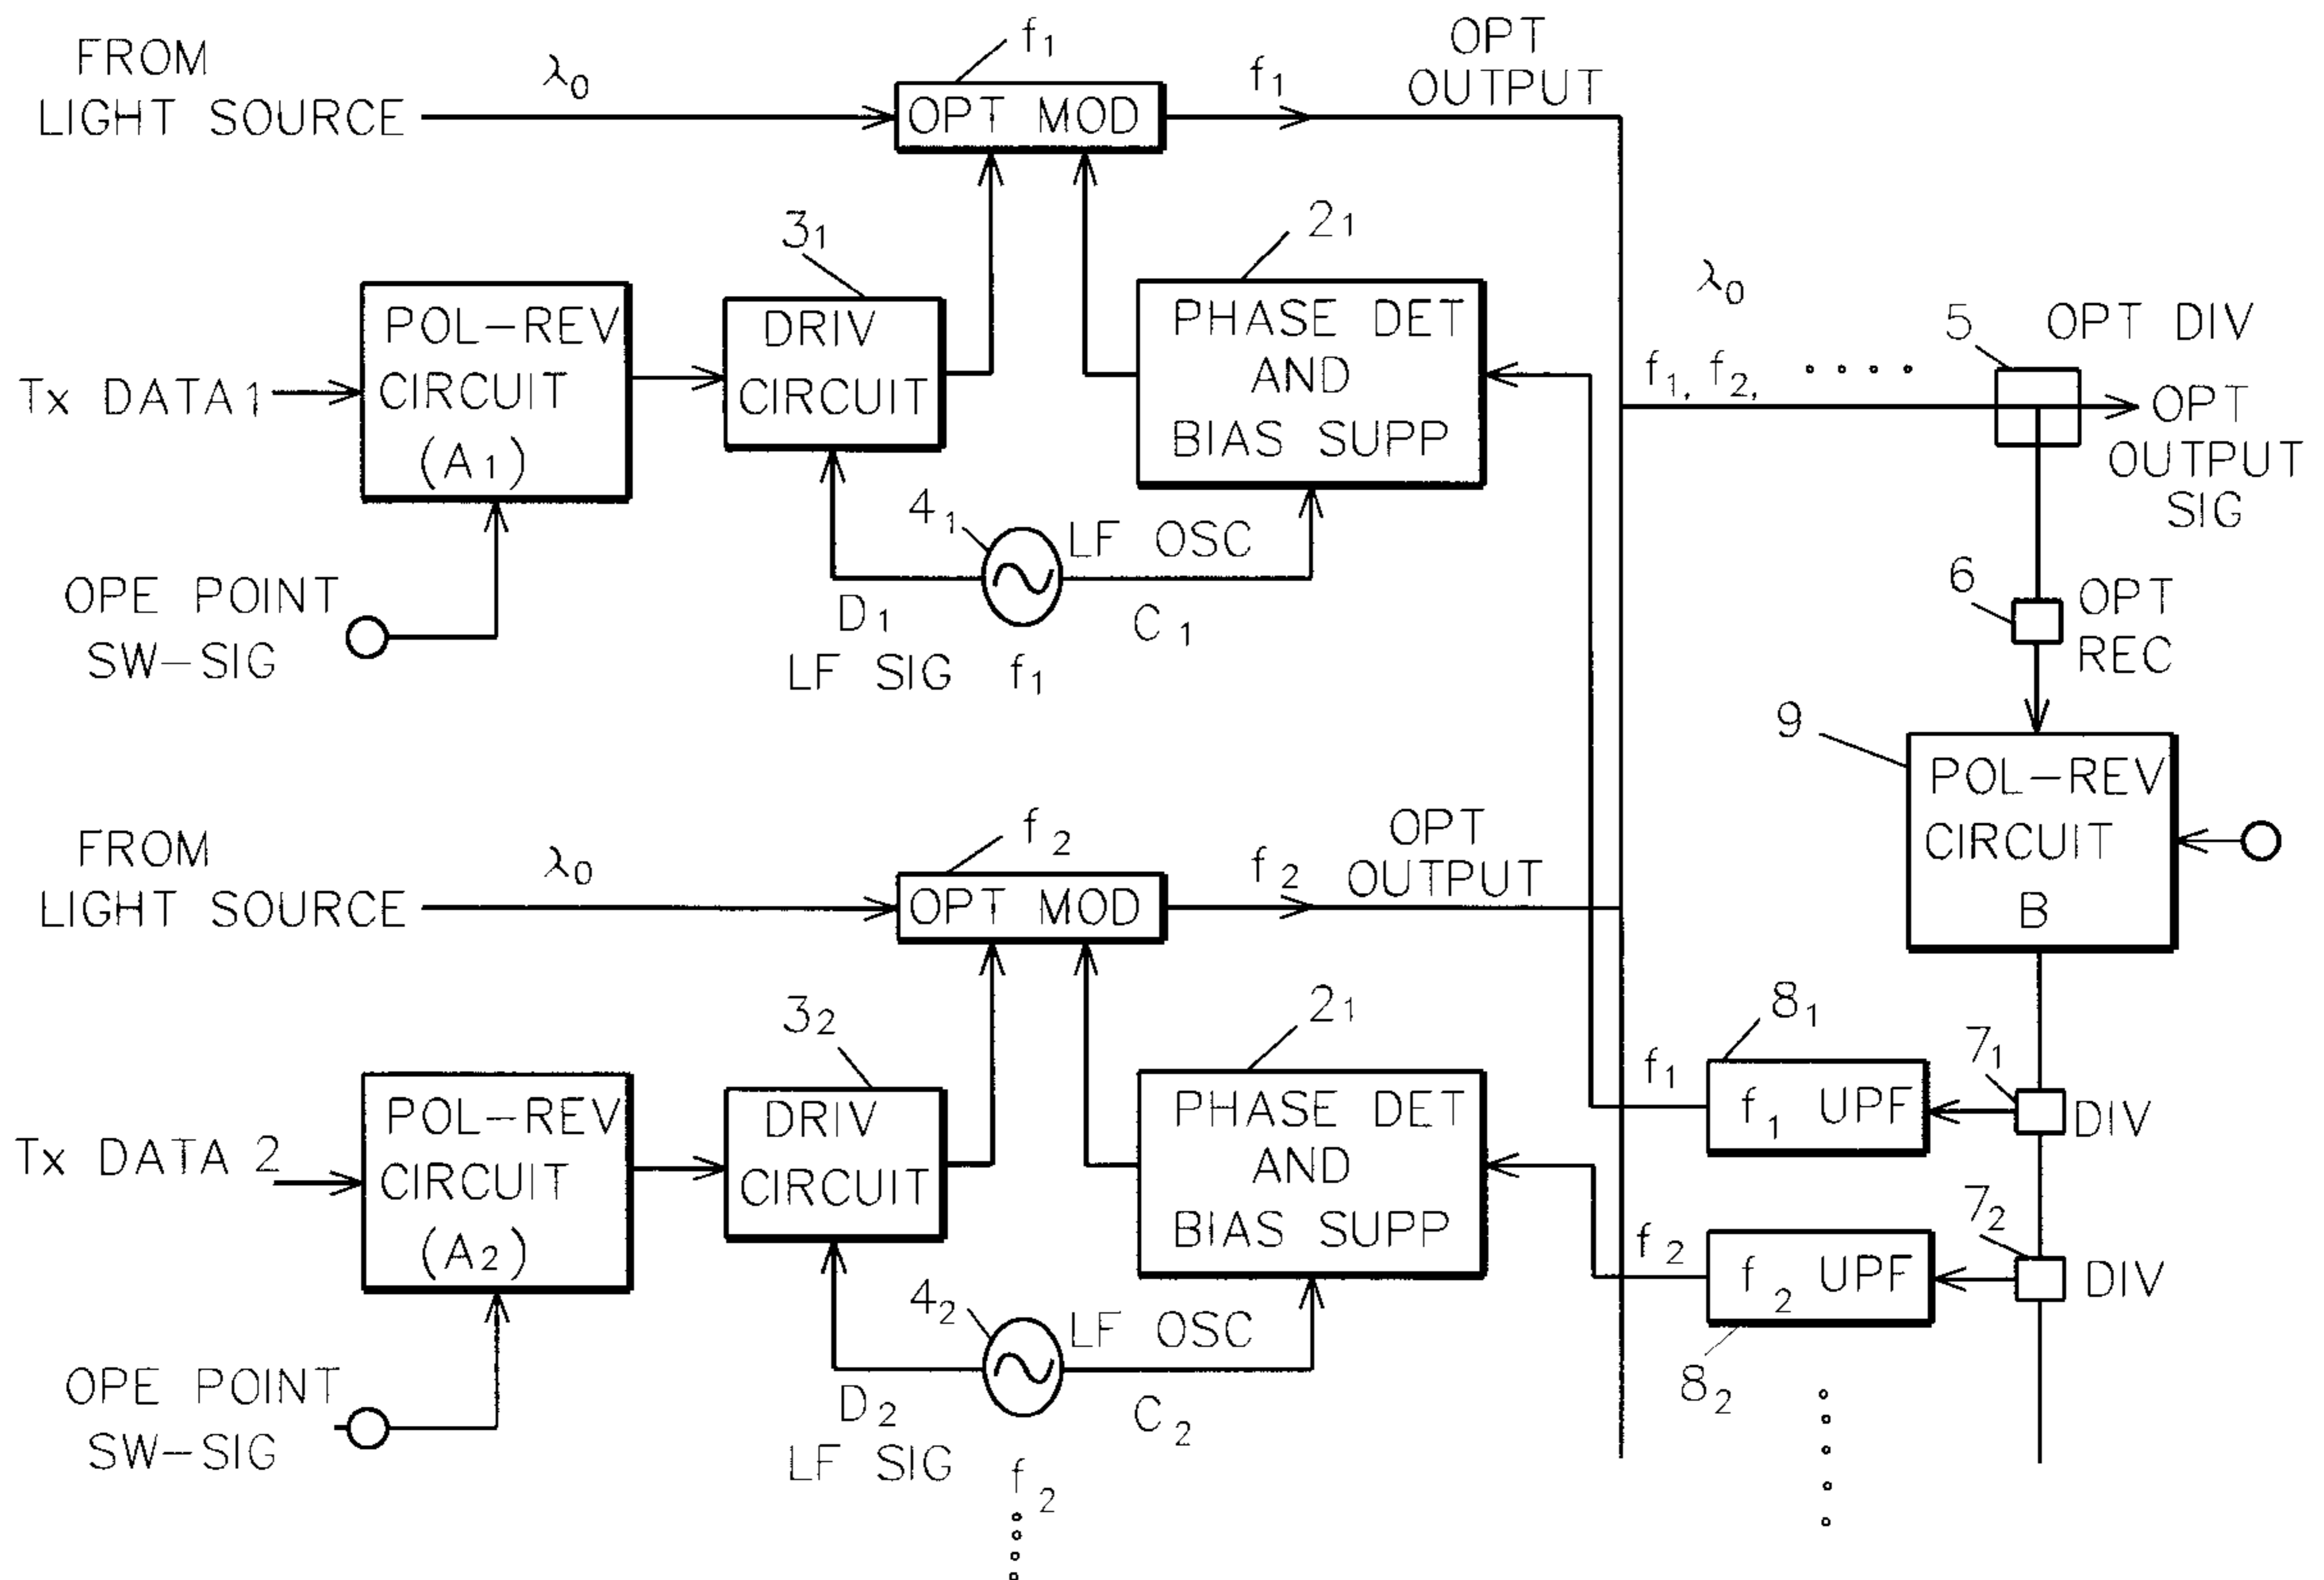 FROM
LIGHT SOURCE
λ₀
f₁
OPT MOD
f₁
OPT
OUTPUT
3₁
2₁
Tx DATA1
POL-REV
CIRCUIT
(A₁)
DRIV
CIRCUIT
PHASE DET
AND
BIAS SUPP
OPE POINT
SW-SIG
4₁
LF OSC
D₁
C₁
LF SIG
f₁
λ₀
f₁, f₂,
5
OPT DIV
OPT
OUTPUT
SIG
6
OPT
REC
9
POL-REV
CIRCUIT
B
FROM
LIGHT SOURCE
λ₀
f₂
OPT MOD
f₂
OPT
OUTPUT
3₂
2₁
Tx DATA 2
POL-REV
CIRCUIT
(A₂)
DRIV
CIRCUIT
PHASE DET
AND
BIAS SUPP
OPE POINT
SW-SIG
4₂
LF OSC
D₂
C₂
LF SIG
f₂
f₁
8₁
f₁ UPF
7₁
DIV
f₂
f₂ UPF
8₂
7₂
DIV